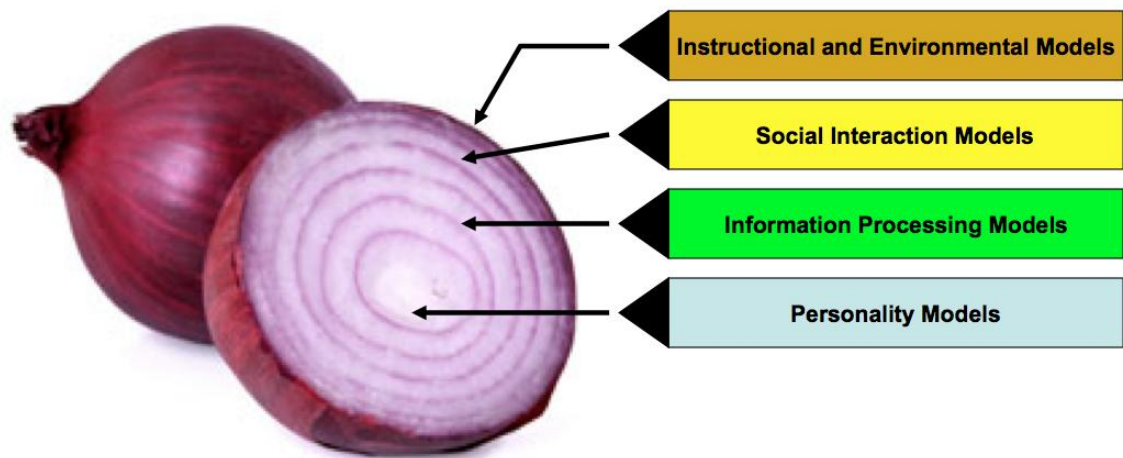 Instructional and Environmental Models
Social Interaction Models
Information Processing Models
Personality Models